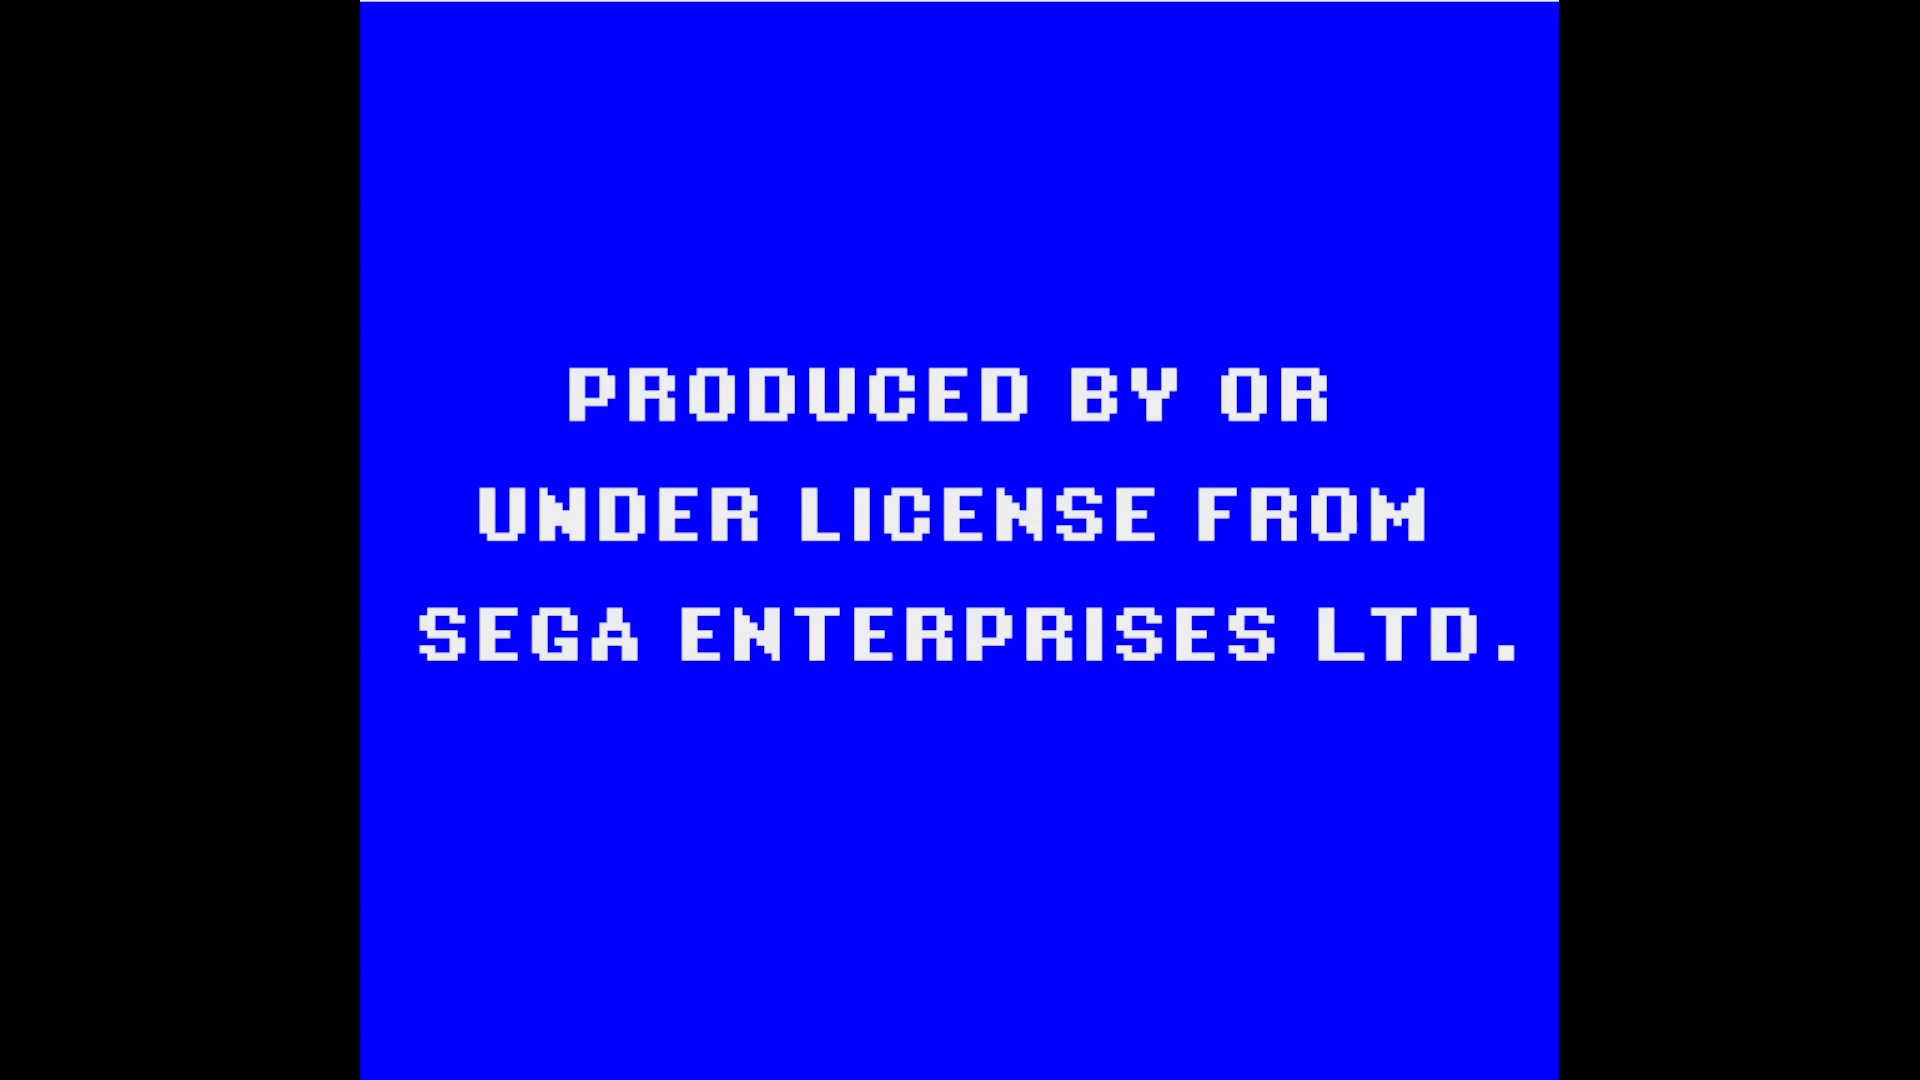 PRODUCED BY OR
UNDER LICENSE FROM
SEGA ENTERPRISES LTD.